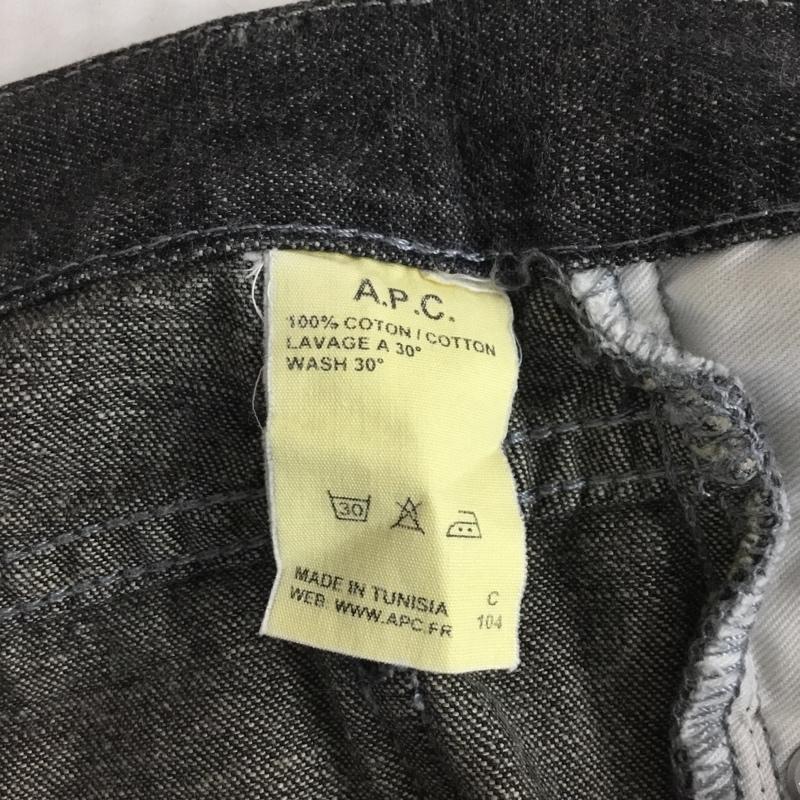 A.P.C.
100% COTON / COTTON
LAVAGE A 30°
WASH 30°
30
MADE IN TUNISIA C
WEB: WWW.APC.FR 104